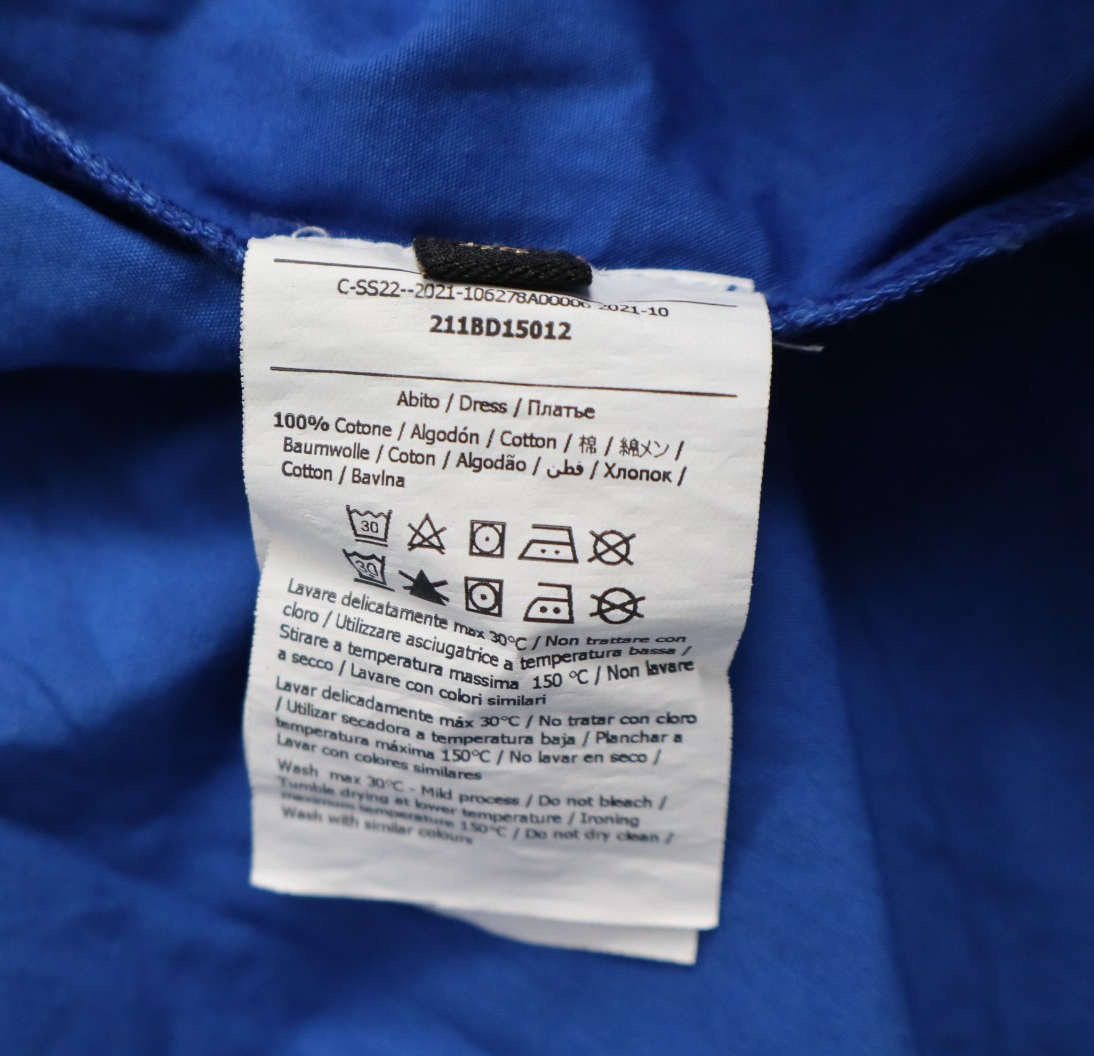 C-SS22--2021-106278A00006 2021-10
211BD15012
Abito / Dress / Платье
100% Cotone / Algodón / Cotton / 棉 / 綿メン /
Baumwolle / Coton / Algodão / قطن / Хлопок /
Cotton / Bavlna
30
30
Lavare delicatamente max 30°C / Non trattare con
cloro / Utilizzare asciugatrice a temperatura bassa /
Stirare a temperatura massima 150 °C / Non lavare
a secco / Lavare con colori similari
Lavar delicadamente máx 30°C / No tratar con cloro
/ Utilizar secadora a temperatura baja / Planchar a
temperatura máxima 150°C / No lavar en seco /
Lavar con colores similares
Wash max 30°C - Mild process / Do not bleach /
Tumble drying at lower temperature / Ironing
maximum temperature 150°C / Do not dry clean /
Wash with similar colours